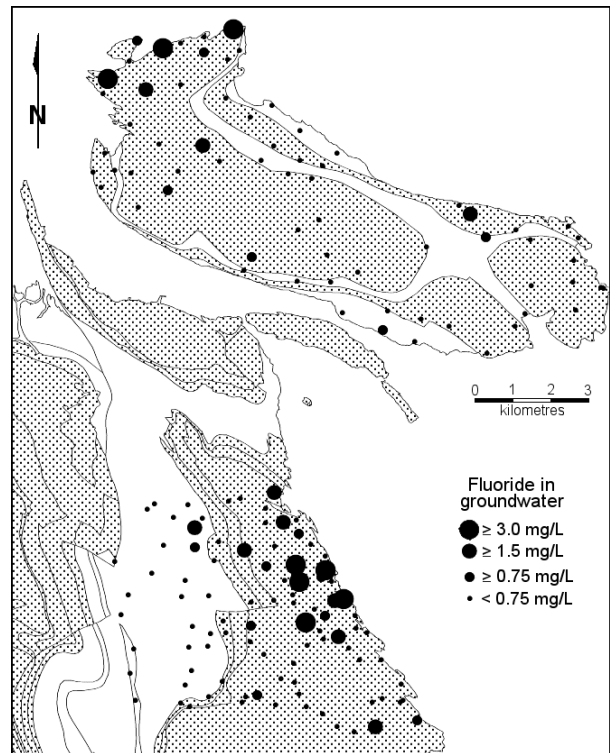 N
0 1 2 3
kilometres
Fluoride in
groundwater
≥ 3.0 mg/L
≥ 1.5 mg/L
≥ 0.75 mg/L
< 0.75 mg/L